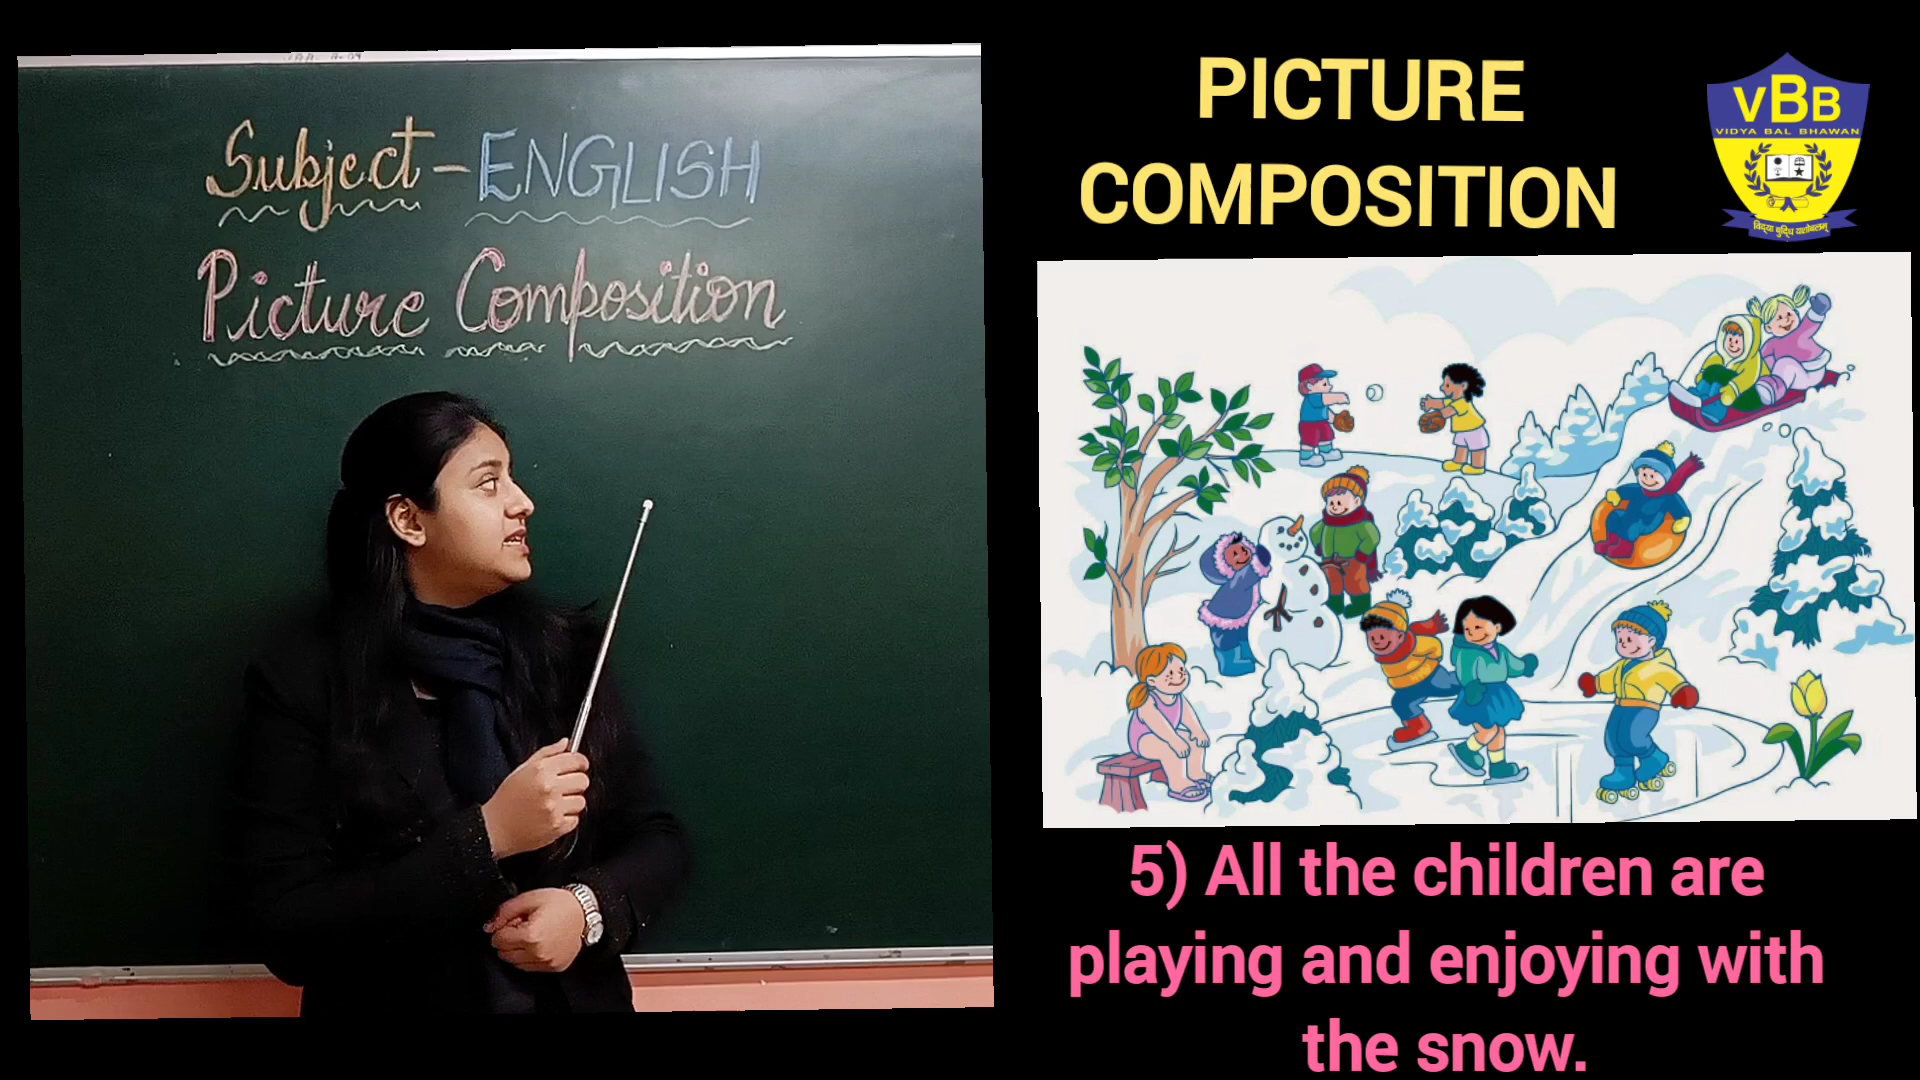 Subject - ENGLISH
Picture Composition
PICTURE
COMPOSITION
VBB
VIDYA BAL BHAWAN
5) All the children are
playing and enjoying with
the snow.